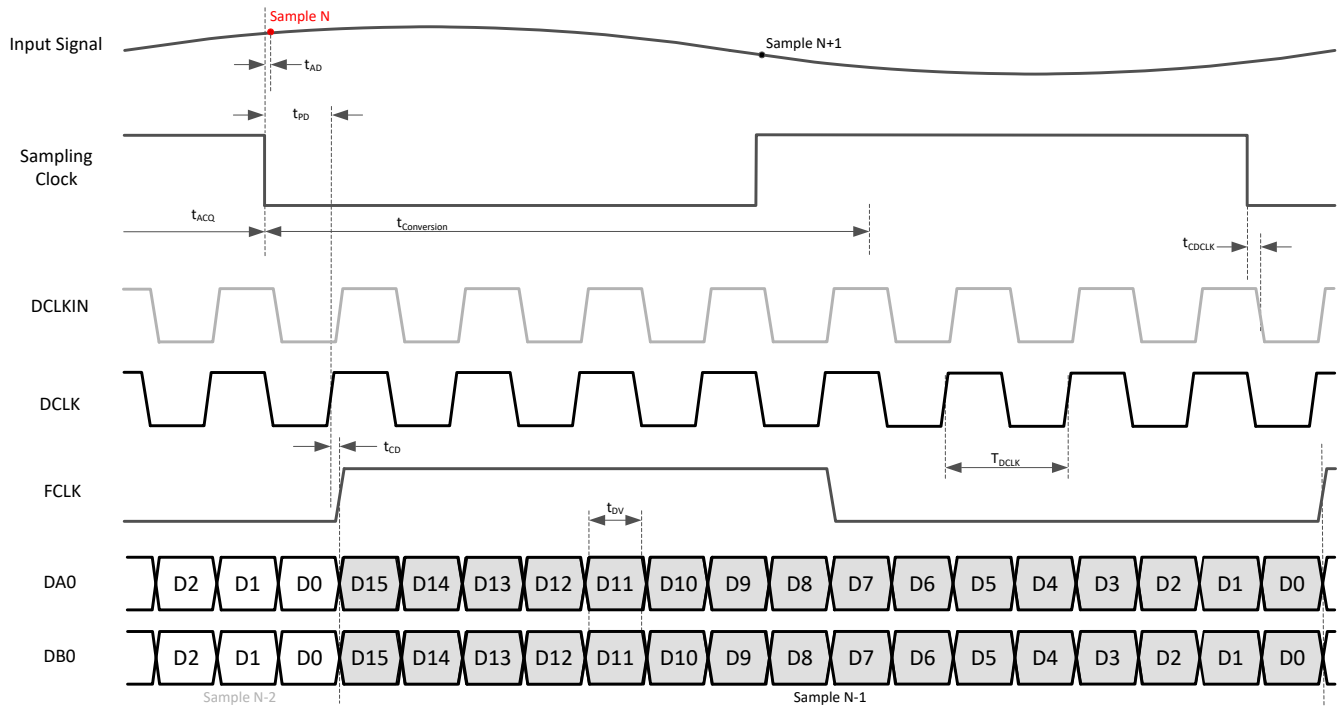 Sample N
Input Signal
Sample N+1
tAD
tPD
Sampling
Clock
tACQ
tConversion
tCDCLK
DCLKIN
DCLK
tCD
TDCLK
FCLK
tDV
DA0 D2 D1 D0 D15 D14 D13 D12 D11 D10 D9 D8 D7 D6 D5 D4 D3 D2 D1 D0
DB0 D2 D1 D0 D15 D14 D13 D12 D11 D10 D9 D8 D7 D6 D5 D4 D3 D2 D1 D0
Sample N-2 Sample N-1